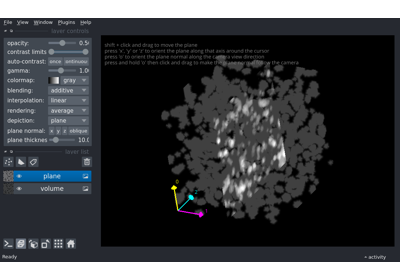 File View Window Plugins Help
layer controls
opacity: 0.5
contrast limits
auto-contrast: once continuous
gamma: 1.0
colormap: gray
blending: additive
interpolation: linear
rendering: average
depiction: plane
plane normal: x y z oblique
plane thickness 10.0
layer list
plane
volume
shift + click and drag to move the plane
press 'x', 'y' or 'z' to orient the plane along that axis around the cursor
press 'o' to orient the plane normal along the camera view direction
press and hold 'o' then click and drag to make the plane normal follow the camera
0
2
1
Ready
activity